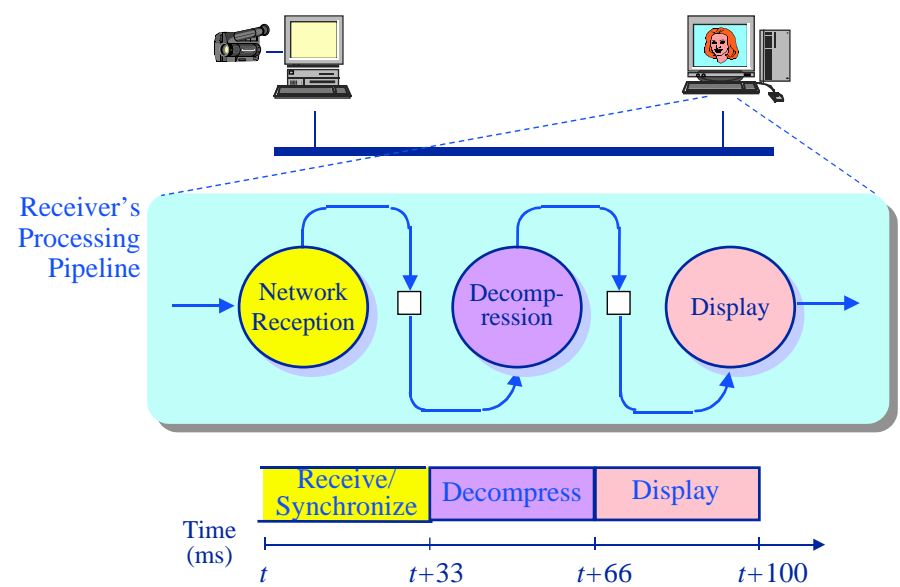 Receiver's
Processing
Pipeline
Network
Reception
Decomp-
ression
Display
Receive/
Synchronize
Decompress
Display
Time
(ms)
t
t+33
t+66
t+100